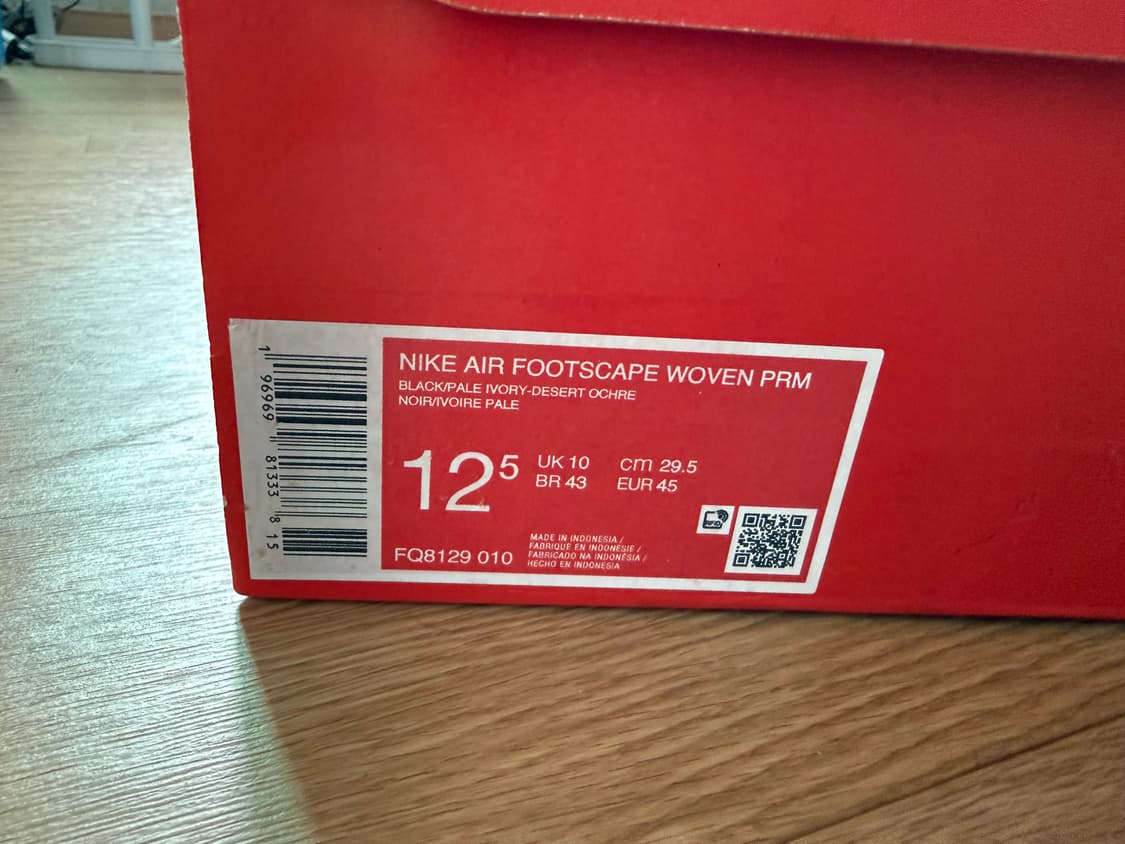 NIKE AIR FOOTSCAPE WOVEN PRM
BLACK/PALE IVORY-DESERT OCHRE
NOIR/IVOIRE PALE
12 5
UK 10 cm 29.5
BR 43 EUR 45
FQ8129 010
MADE IN INDONESIA /
FABRIQUE EN INDONESIE /
FABRICADO NA INDONÉSIA /
HECHO EN INDONESIA
1 96969 81333 8 15